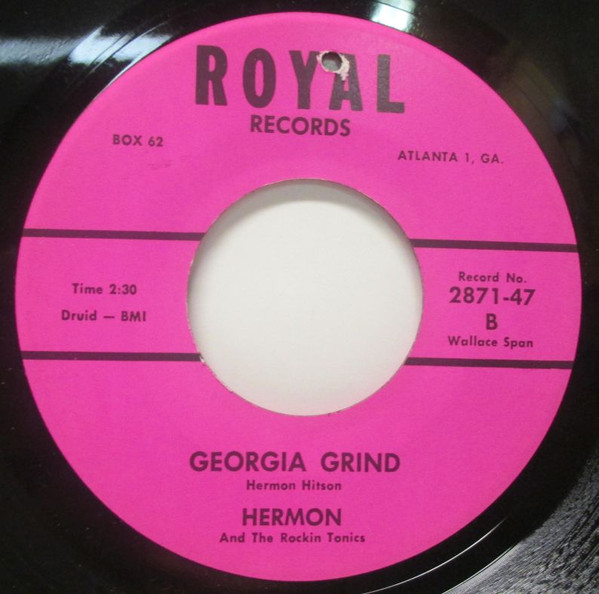 ROYAL
RECORDS
BOX 62
ATLANTA 1, GA.
Time 2:30
Druid — BMI
Record No.
2871-47
B
Wallace Span
GEORGIA GRIND
Hermon Hitson
HERMON
And The Rockin Tonics